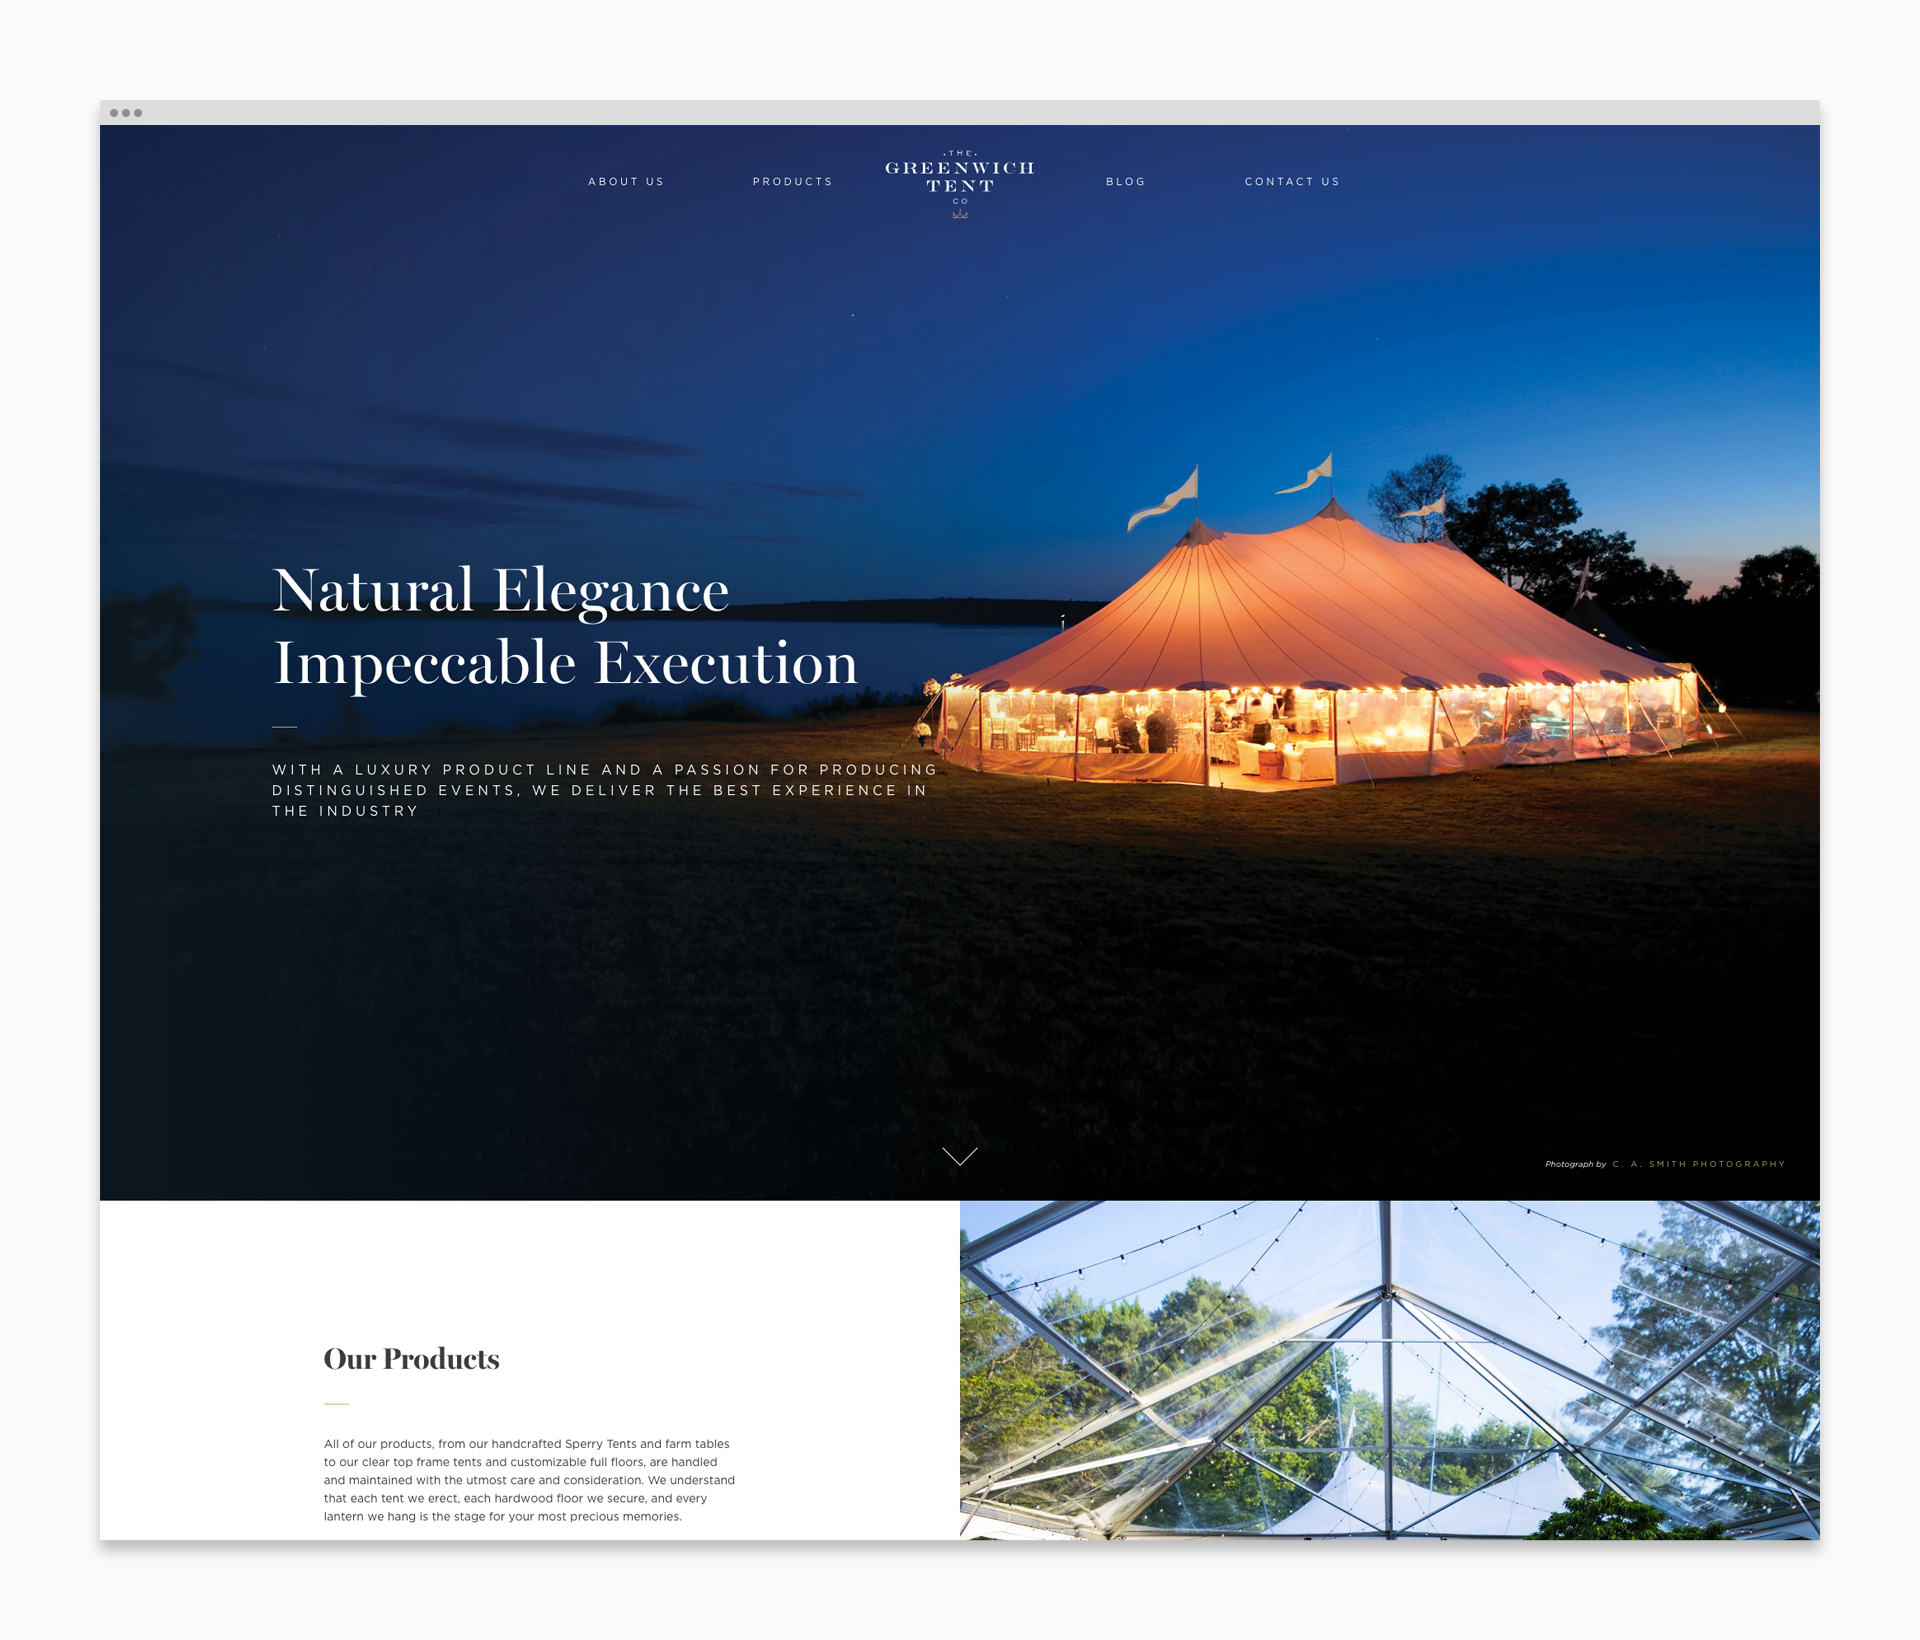 ABOUT US
PRODUCTS
THE
GREENWICH
TENT
CO
BLOG
CONTACT US
Natural Elegance
Impeccable Execution
WITH A LUXURY PRODUCT LINE AND A PASSION FOR PRODUCING
DISTINGUISHED EVENTS, WE DELIVER THE BEST EXPERIENCE IN
THE INDUSTRY
Photograph by C. A. SMITH PHOTOGRAPHY
Our Products
All of our products, from our handcrafted Sperry Tents and farm tables
to our clear top frame tents and customizable full floors, are handled
and maintained with the utmost care and consideration. We understand
that each tent we erect, each hardwood floor we secure, and every
lantern we hang is the stage for your most precious memories.